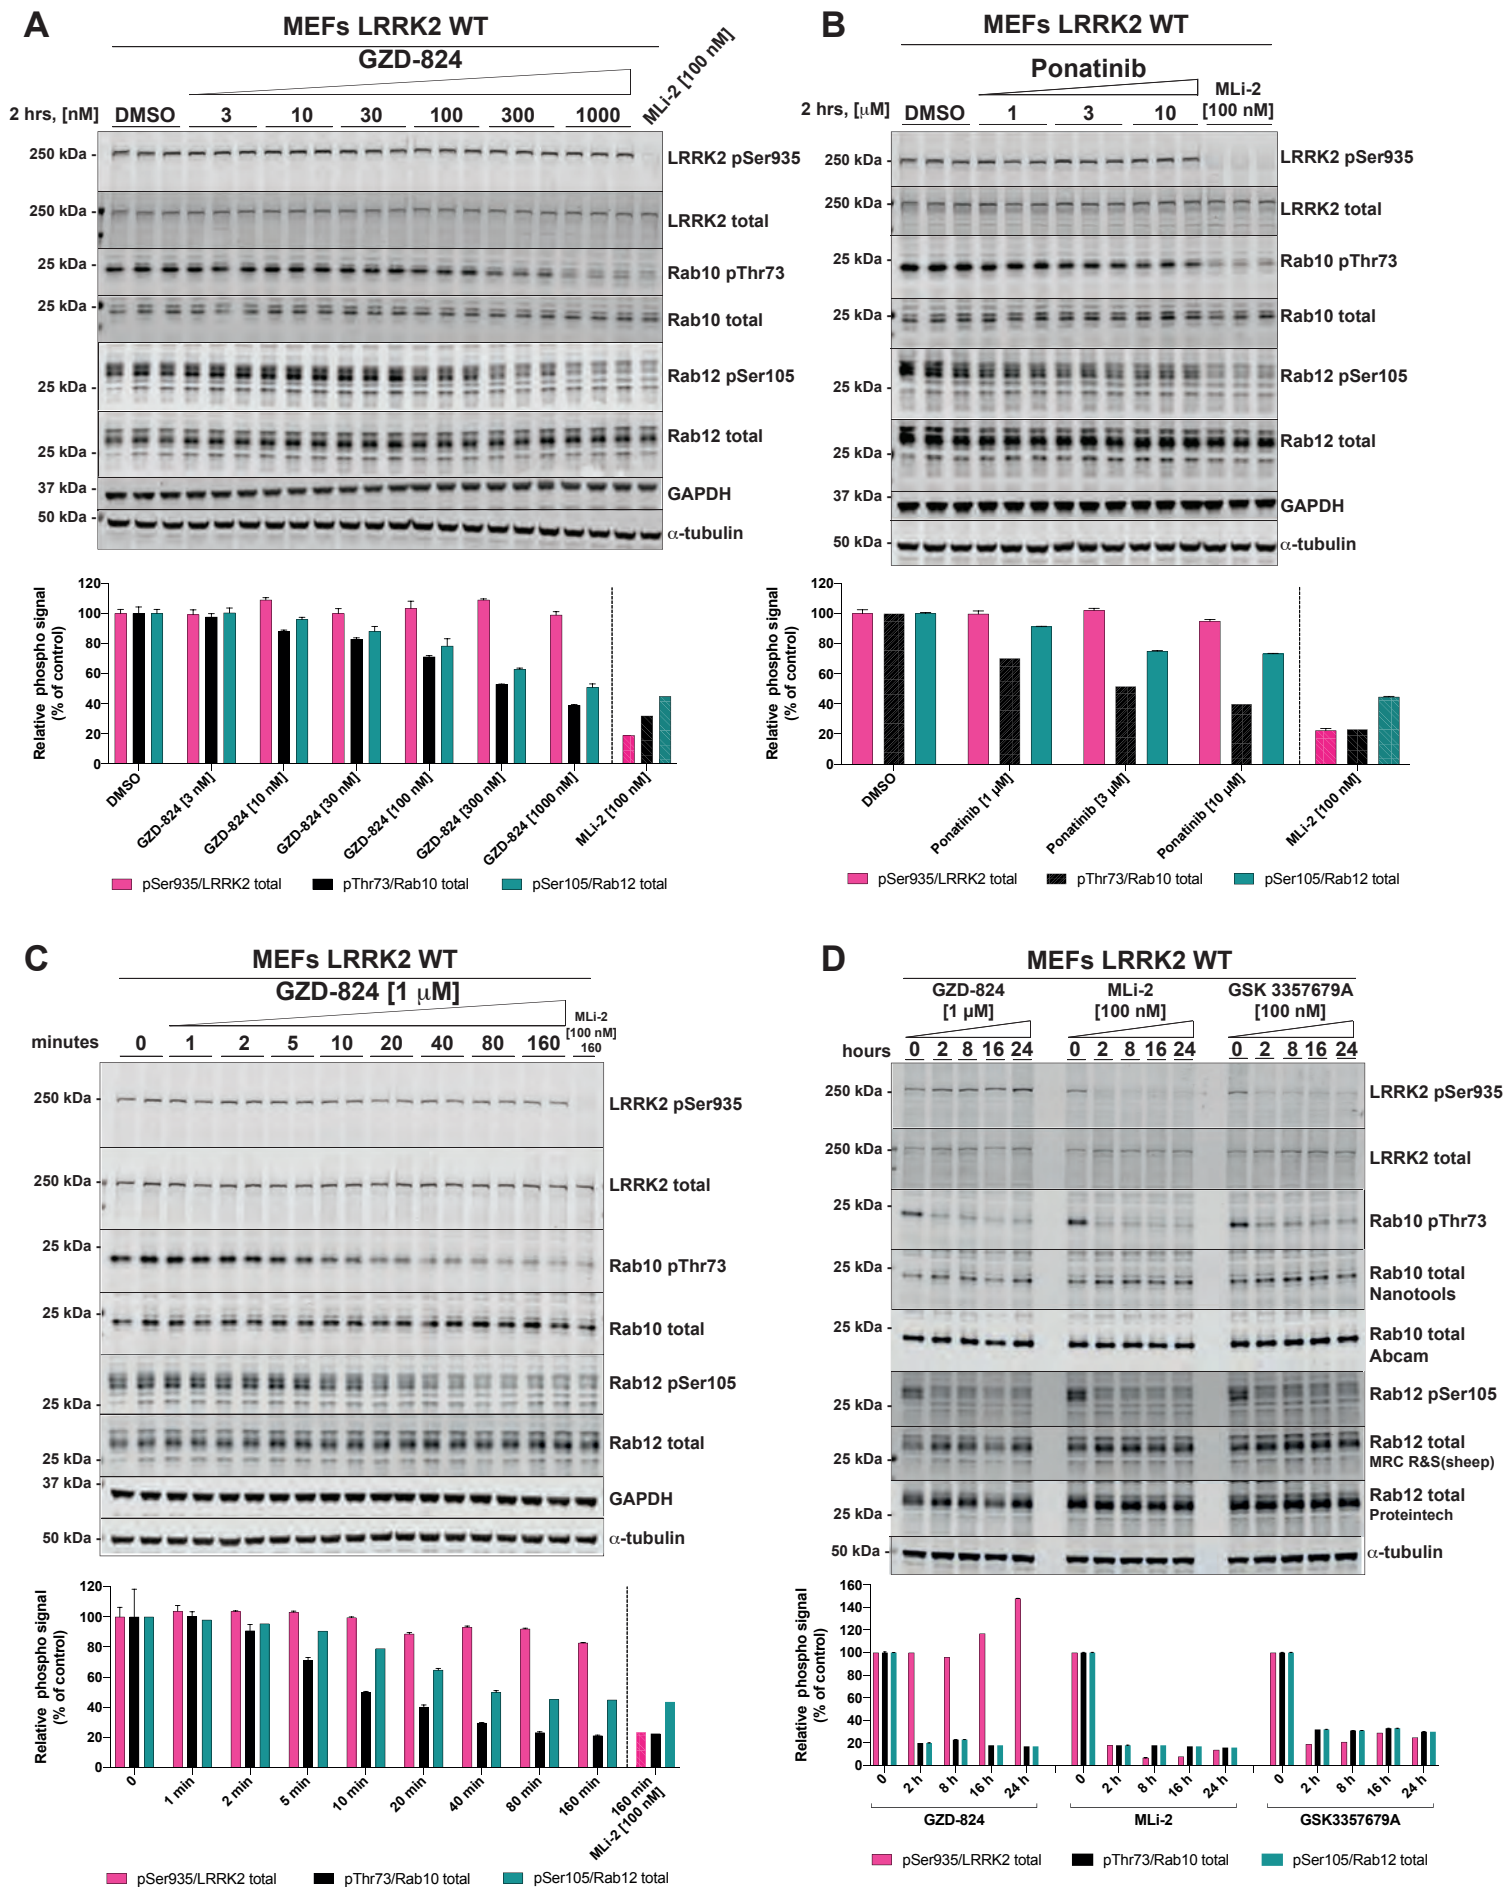 A
MEFs LRRK2 WT
GZD-824
MLi-2 [100 nM]
2 hrs, [nM] DMSO 3 10 30 100 300 1000
250 kDa - LRRK2 pSer935
250 kDa - LRRK2 total
25 kDa - Rab10 pThr73
25 kDa - Rab10 total
25 kDa - Rab12 pSer105
25 kDa - Rab12 total
37 kDa - GAPDH
50 kDa - α-tubulin
Relative phospho signal
(% of control)
120
100
80
60
40
20
0
DMSO
GZD-824 [3 nM]
GZD-824 [10 nM]
GZD-824 [30 nM]
GZD-824 [100 nM]
GZD-824 [300 nM]
GZD-824 [1000 nM]
MLi-2 [100 nM]
pSer935/LRRK2 total pThr73/Rab10 total pSer105/Rab12 total
B
MEFs LRRK2 WT
Ponatinib
MLi-2
[100 nM]
2 hrs, [μM] DMSO 1 3 10
250 kDa - LRRK2 pSer935
250 kDa - LRRK2 total
25 kDa - Rab10 pThr73
25 kDa - Rab10 total
25 kDa - Rab12 pSer105
25 kDa - Rab12 total
37 kDa - GAPDH
50 kDa - α-tubulin
Relative phospho signal
(% of control)
120
100
80
60
40
20
0
DMSO
Ponatinib [1 μM]
Ponatinib [3 μM]
Ponatinib [10 μM]
MLi-2 [100 nM]
pSer935/LRRK2 total pThr73/Rab10 total pSer105/Rab12 total
C
MEFs LRRK2 WT
GZD-824 [1 μM]
MLi-2
[100 nM]
minutes 0 1 2 5 10 20 40 80 160 160
250 kDa - LRRK2 pSer935
250 kDa - LRRK2 total
25 kDa - Rab10 pThr73
25 kDa - Rab10 total
25 kDa - Rab12 pSer105
25 kDa - Rab12 total
37 kDa - GAPDH
50 kDa - α-tubulin
Relative phospho signal
(% of control)
120
100
80
60
40
20
0
0
1 min
2 min
5 min
10 min
20 min
40 min
80 min
160 min
160 min
MLi-2 [100 nM]
pSer935/LRRK2 total pThr73/Rab10 total pSer105/Rab12 total
D
MEFs LRRK2 WT
GZD-824 MLi-2 GSK 3357679A
[1 μM] [100 nM] [100 nM]
hours 0 2 8 16 24 0 2 8 16 24 0 2 8 16 24
250 kDa - LRRK2 pSer935
250 kDa - LRRK2 total
25 kDa - Rab10 pThr73
25 kDa - Rab10 total
Nanotools
25 kDa - Rab10 total
Abcam
25 kDa - Rab12 pSer105
25 kDa - Rab12 total
MRC R&S(sheep)
25 kDa - Rab12 total
Proteintech
50 kDa - α-tubulin
Relative phospho signal
(% of control)
160
140
120
100
80
60
40
20
0
0 2 h 8 h 16 h 24 h 0 2 h 8 h 16 h 24 h 0 2 h 8 h 16 h 24 h
GZD-824 MLi-2 GSK3357679A
pSer935/LRRK2 total pThr73/Rab10 total pSer105/Rab12 total